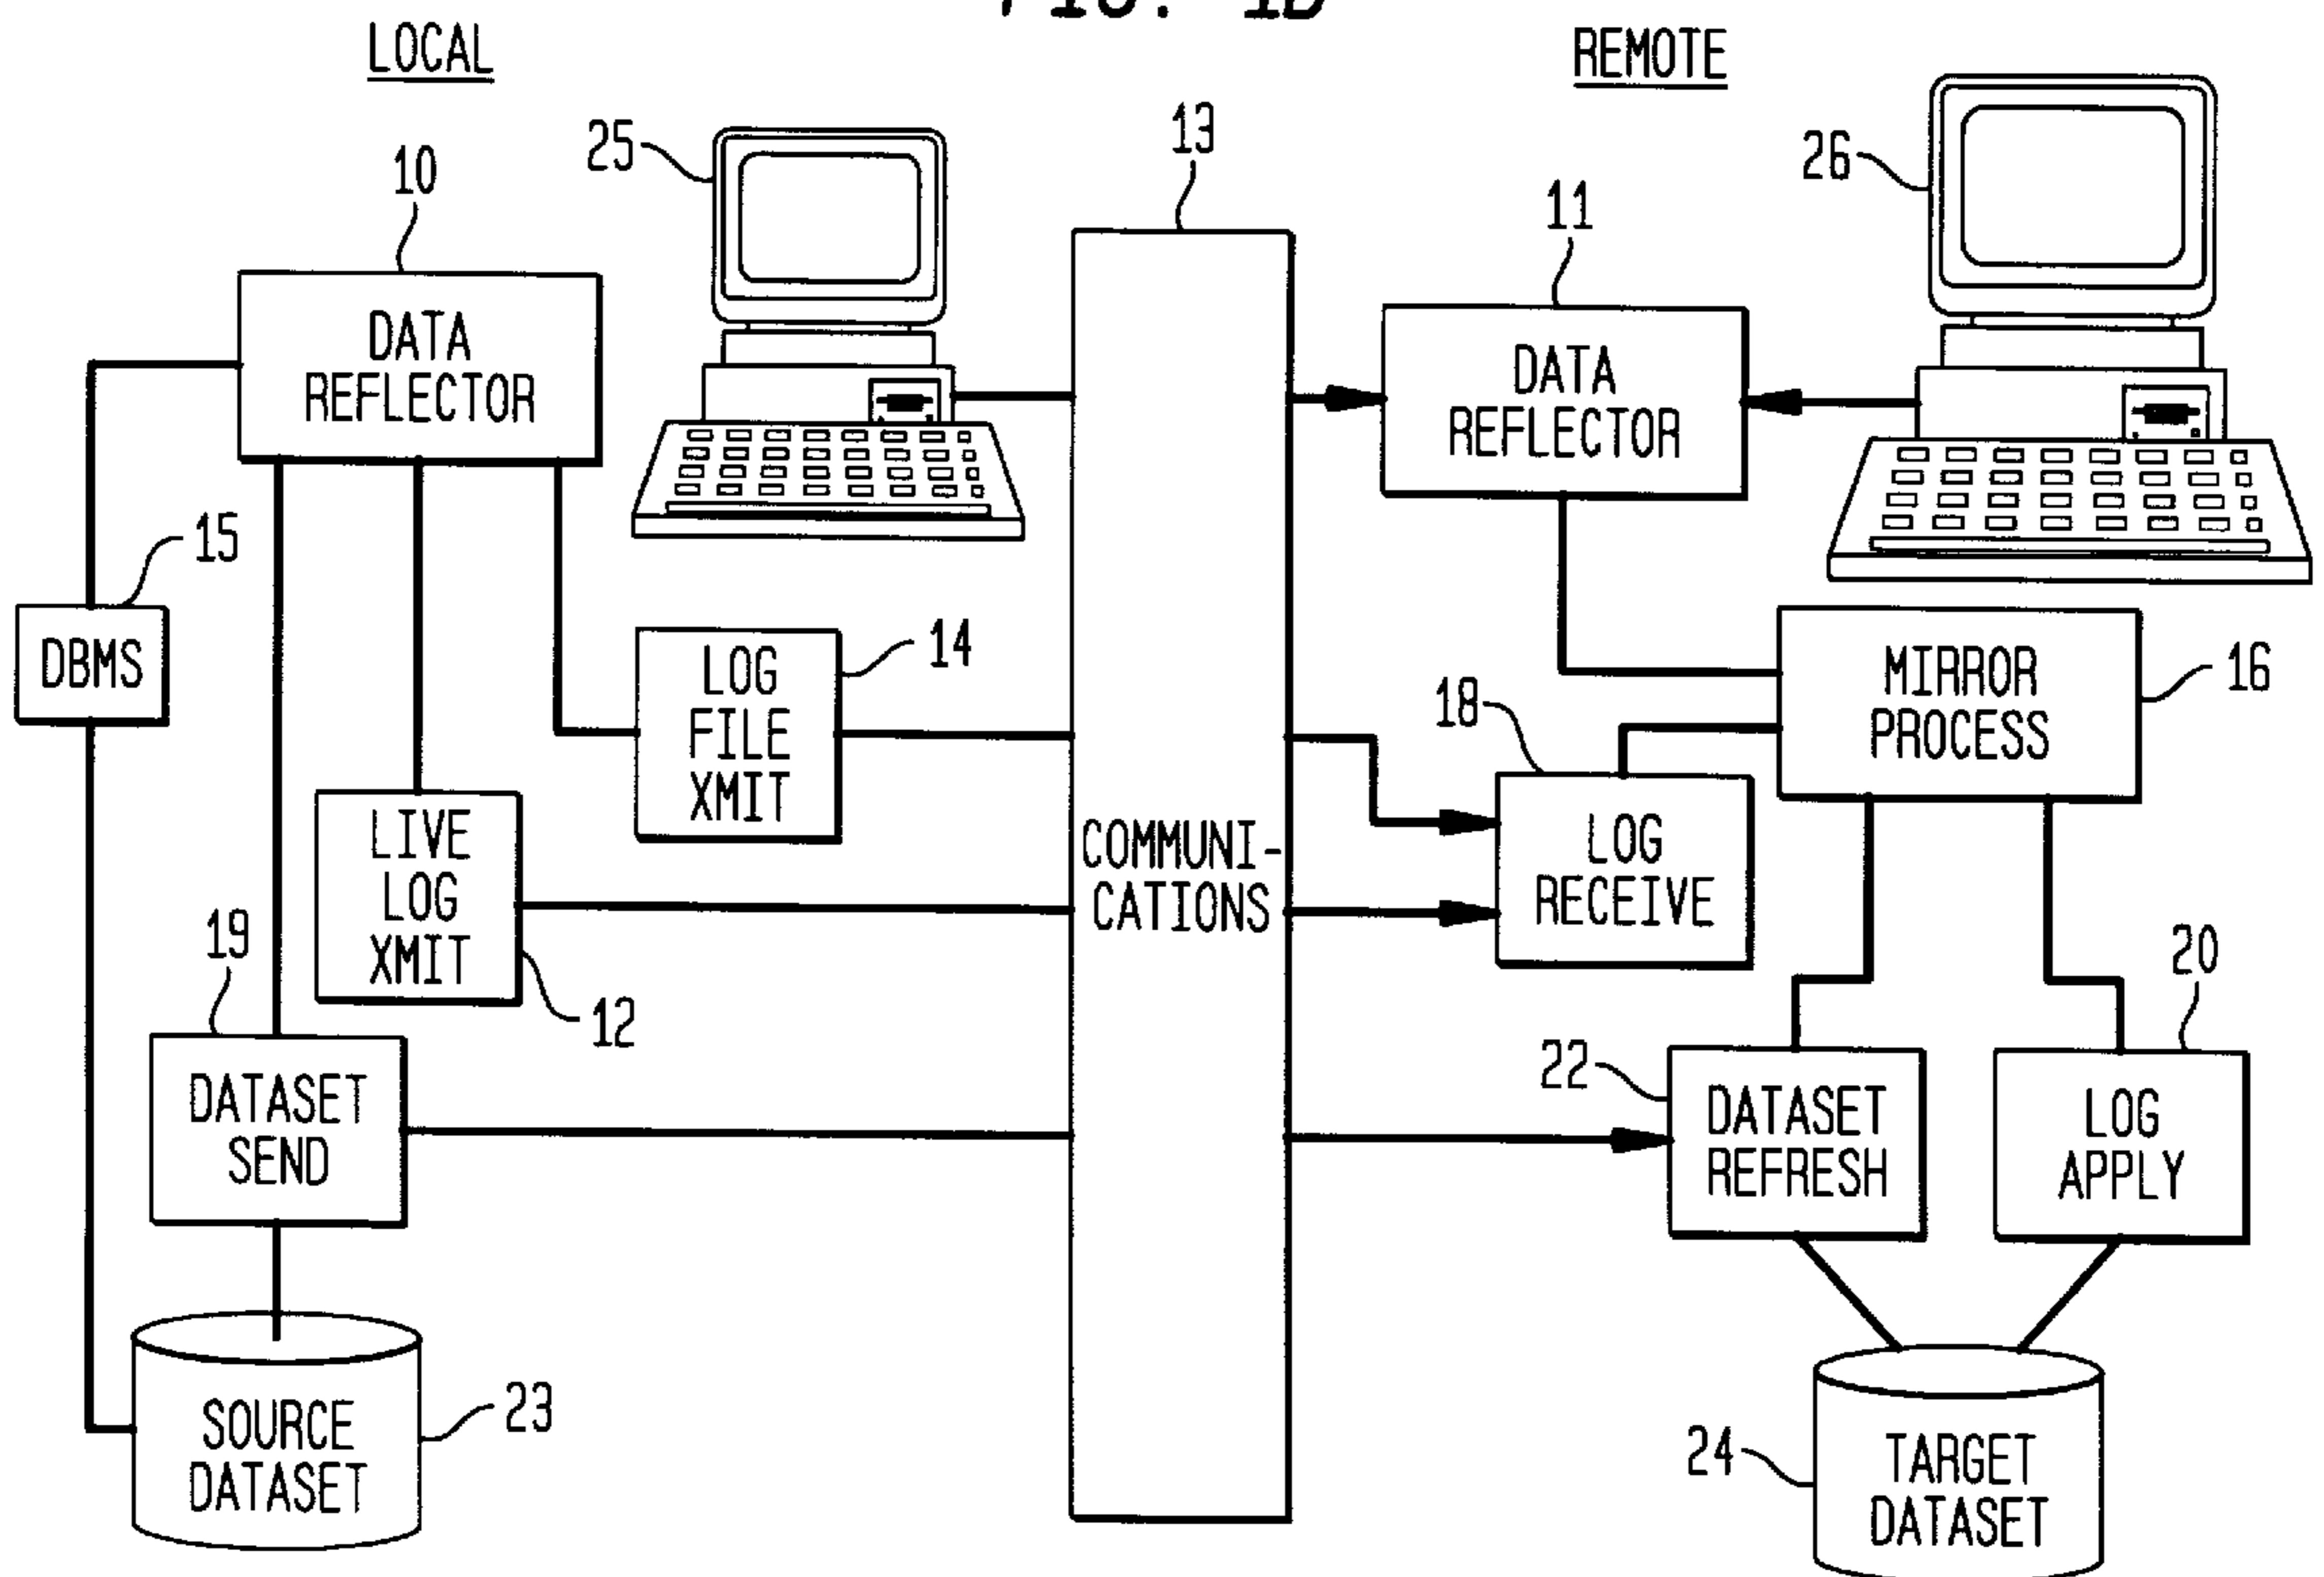 FIG. 1B
LOCAL
REMOTE
25
13
26
10
11
DATA
REFLECTOR
DATA
REFLECTOR
15
DBMS
14
LOG
FILE
XMIT
MIRROR
PROCESS
16
18
LIVE
LOG
XMIT
COMMUNI-
CATIONS
LOG
RECEIVE
19
12
20
DATASET
SEND
22
DATASET
REFRESH
LOG
APPLY
SOURCE
DATASET
23
24
TARGET
DATASET